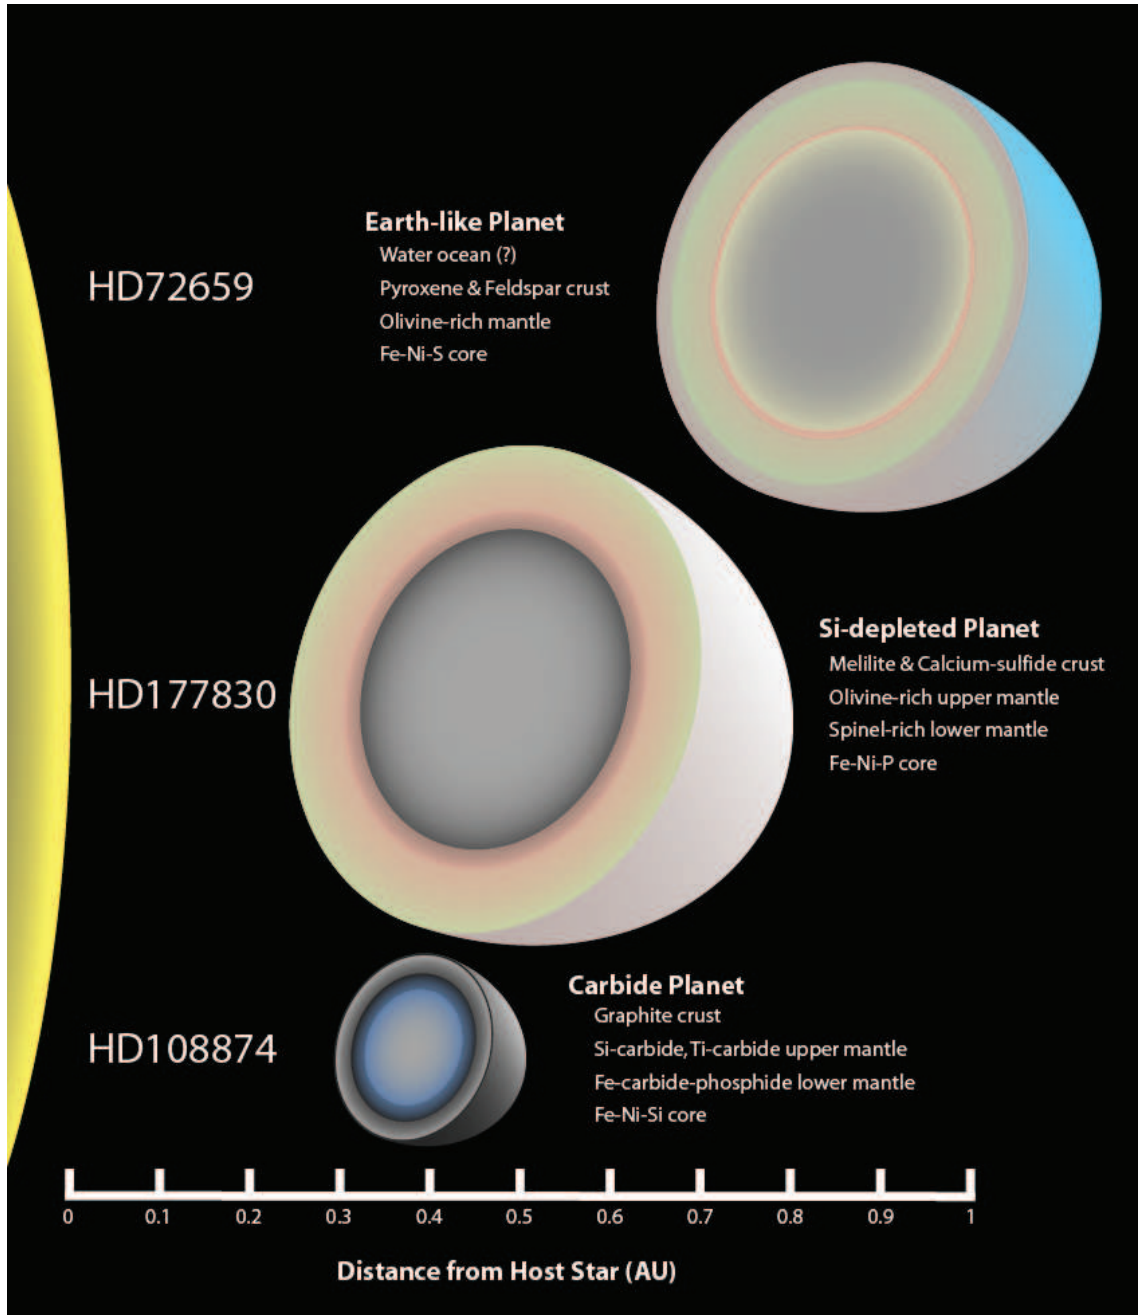 Earth-like Planet
Water ocean (?)
HD72659
Pyroxene & Feldspar crust
Olivine-rich mantle
Fe-Ni-S core
Si-depleted Planet
Melilite & Calcium-sulfide crust
HD177830
Olivine-rich upper mantle
Spinel-rich lower mantle
Fe-Ni-P core
Carbide Planet
Graphite crust
HD108874
Si-carbide, Ti-carbide upper mantle
Fe-carbide-phosphide lower mantle
Fe-Ni-Si core
0 0.1 0.2 0.3 0.4 0.5 0.6 0.7 0.8 0.9 1
Distance from Host Star (AU)